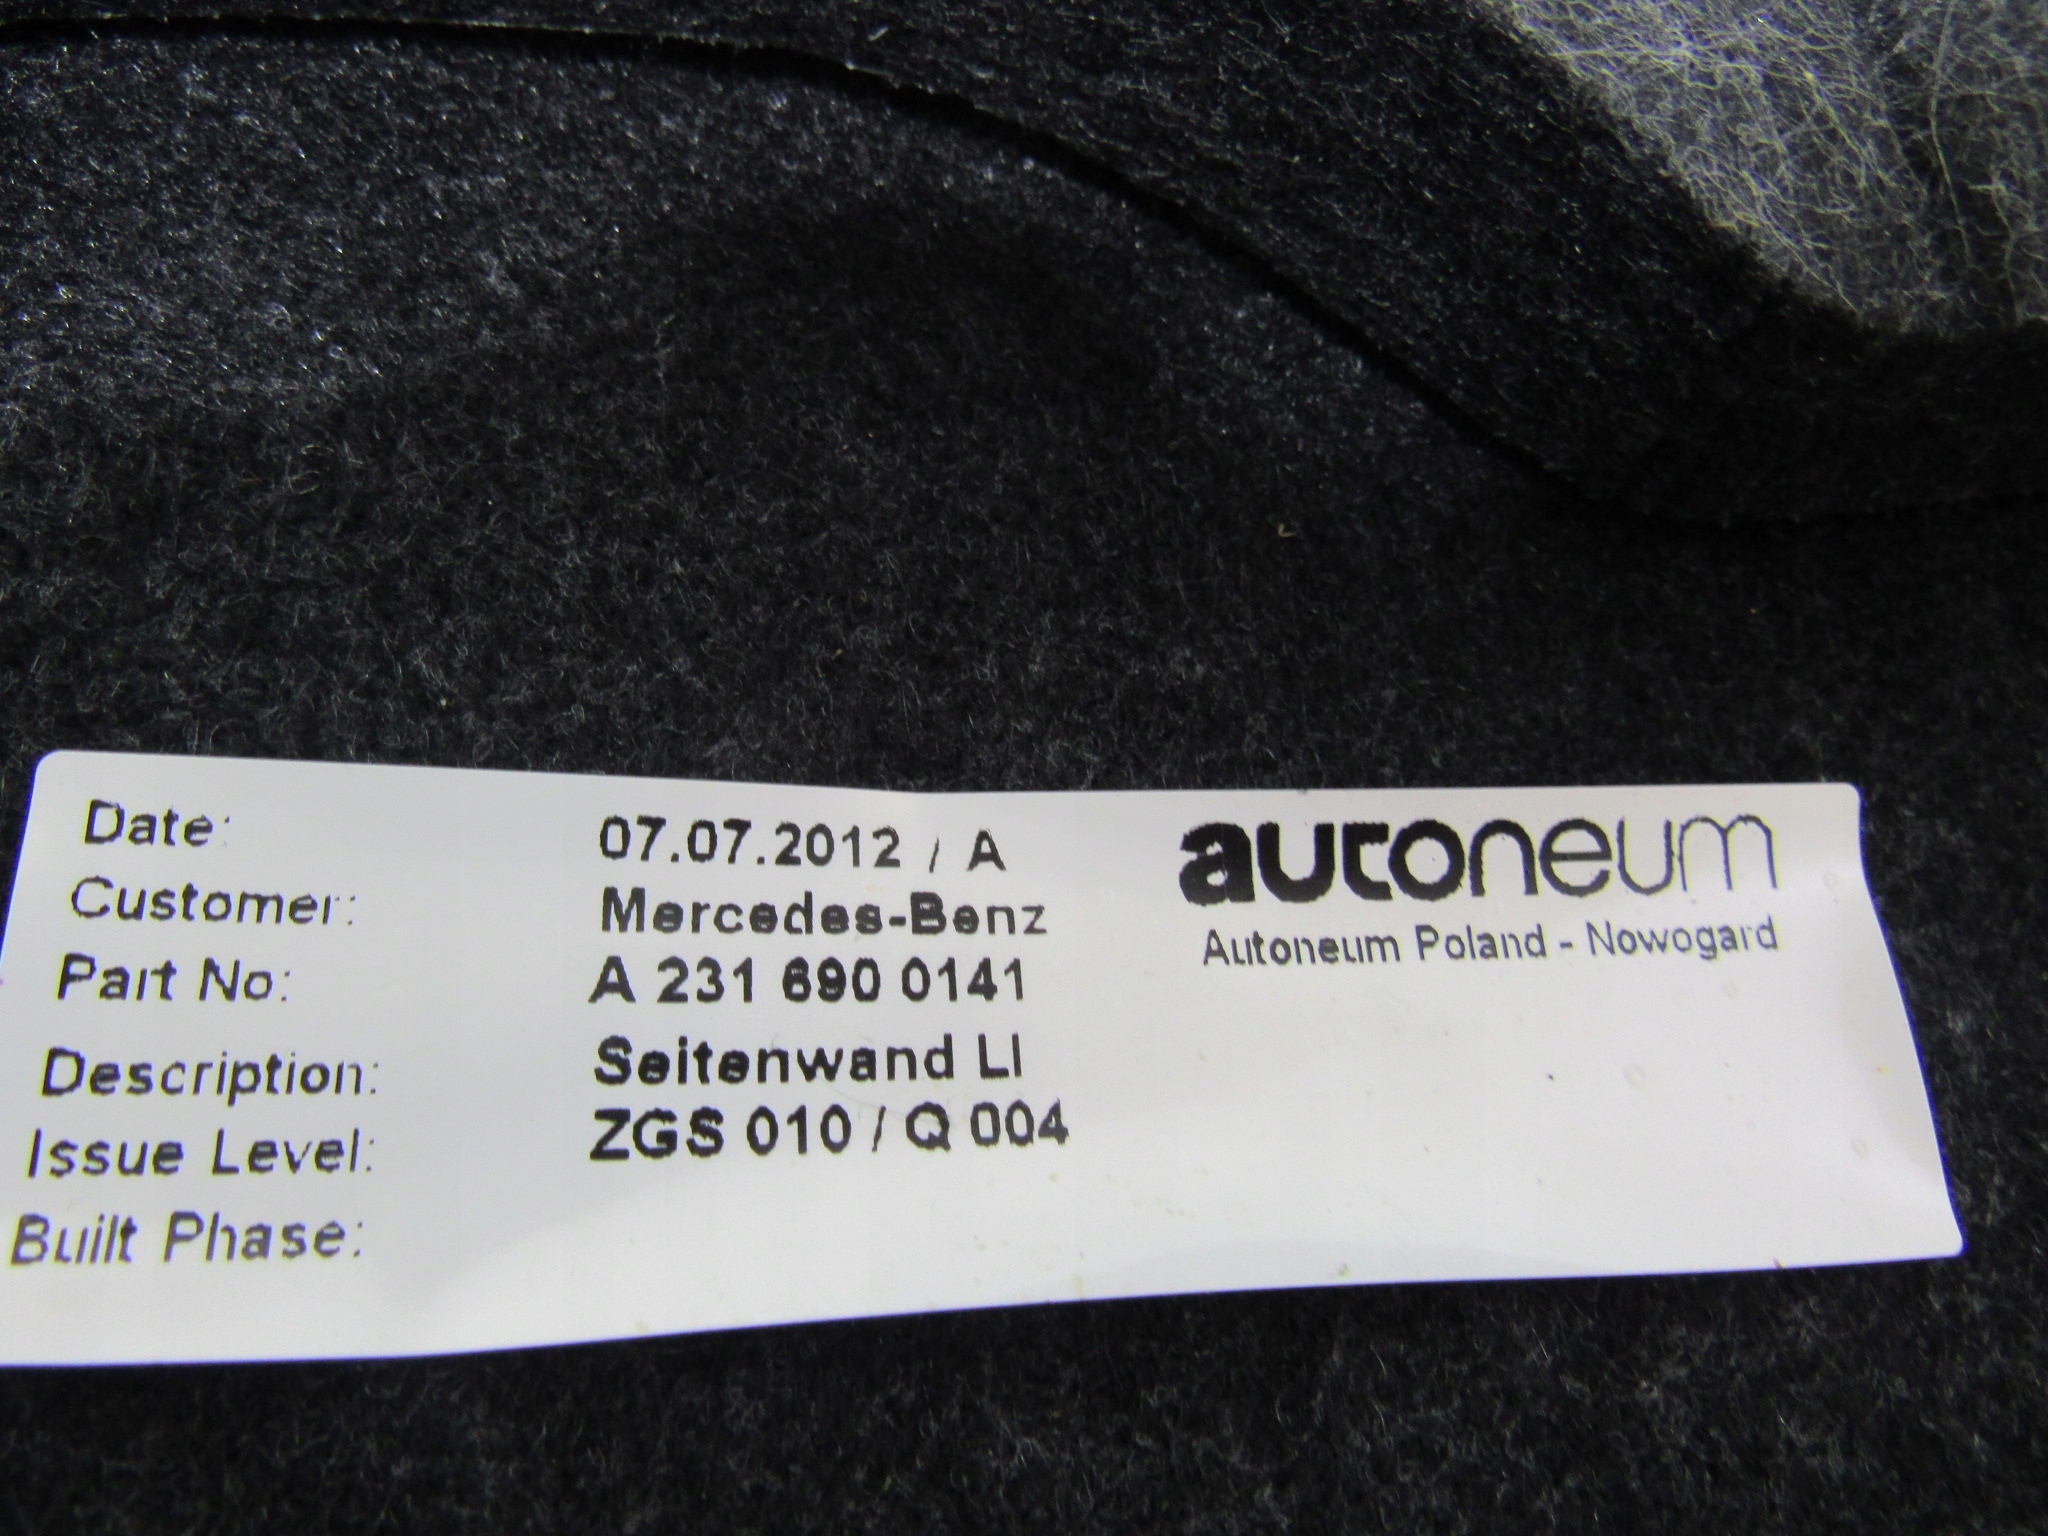 Date: 07.07.2012 / A
autoneum
Customer: Mercedes-Benz
Autoneum Poland - Nowogard
Part No: A 231 690 0141
Description: Seitenwand LI
Issue Level: ZGS 010 / Q 004
Built Phase: